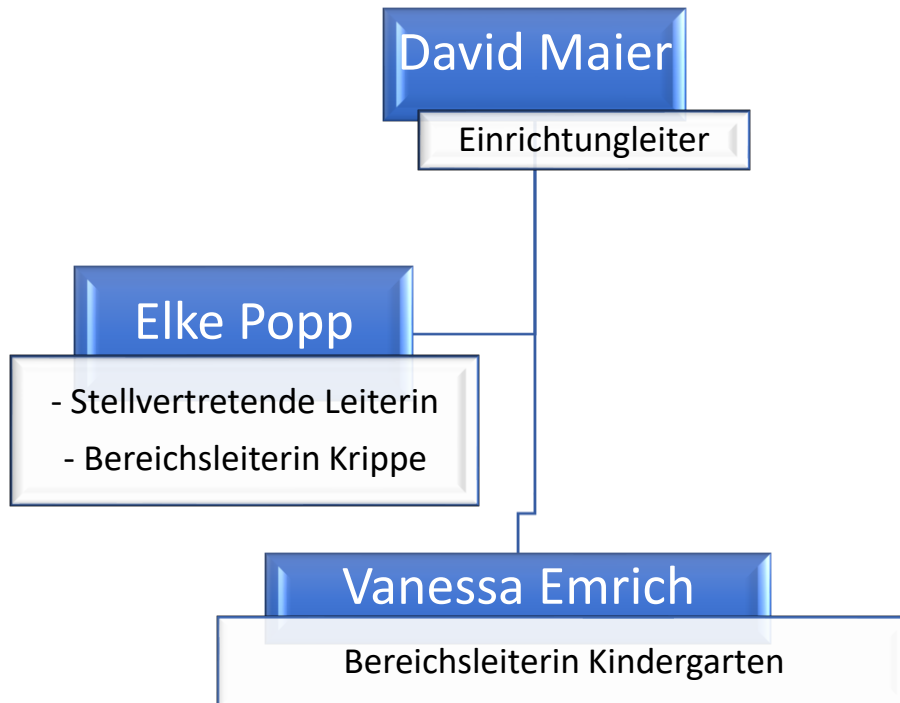 David Maier
Einrichtungleiter
Elke Popp
- Stellvertretende Leiterin
- Bereichsleiterin Krippe
Vanessa Emrich
Bereichsleiterin Kindergarten